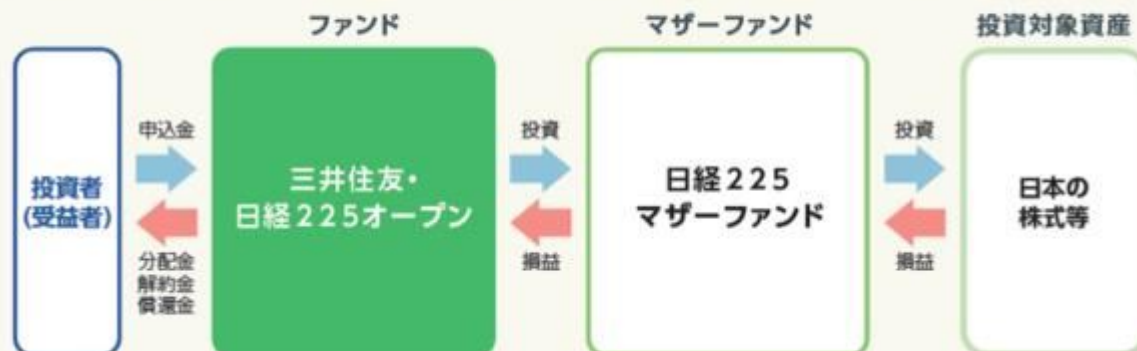 ファンド
マザーファンド
投資対象資産
投資者
(受益者)
申込金
分配金
解約金
償還金
三井住友・
日経225オープン
投資
損益
日経225
マザーファンド
投資
損益
日本の
株式等